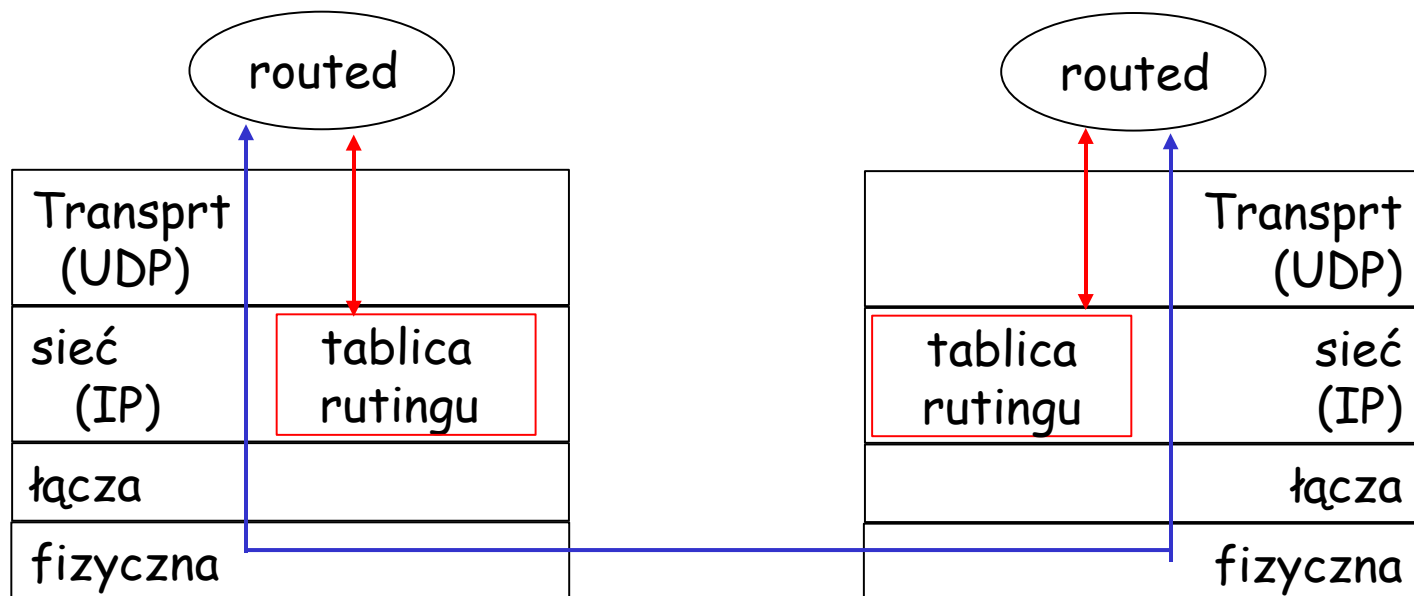 routed
routed
Transprt
(UDP)
Transprt
(UDP)
sieć
(IP)
tablica
rutingu
tablica
rutingu
sieć
(IP)
łącza
łącza
fizyczna
fizyczna